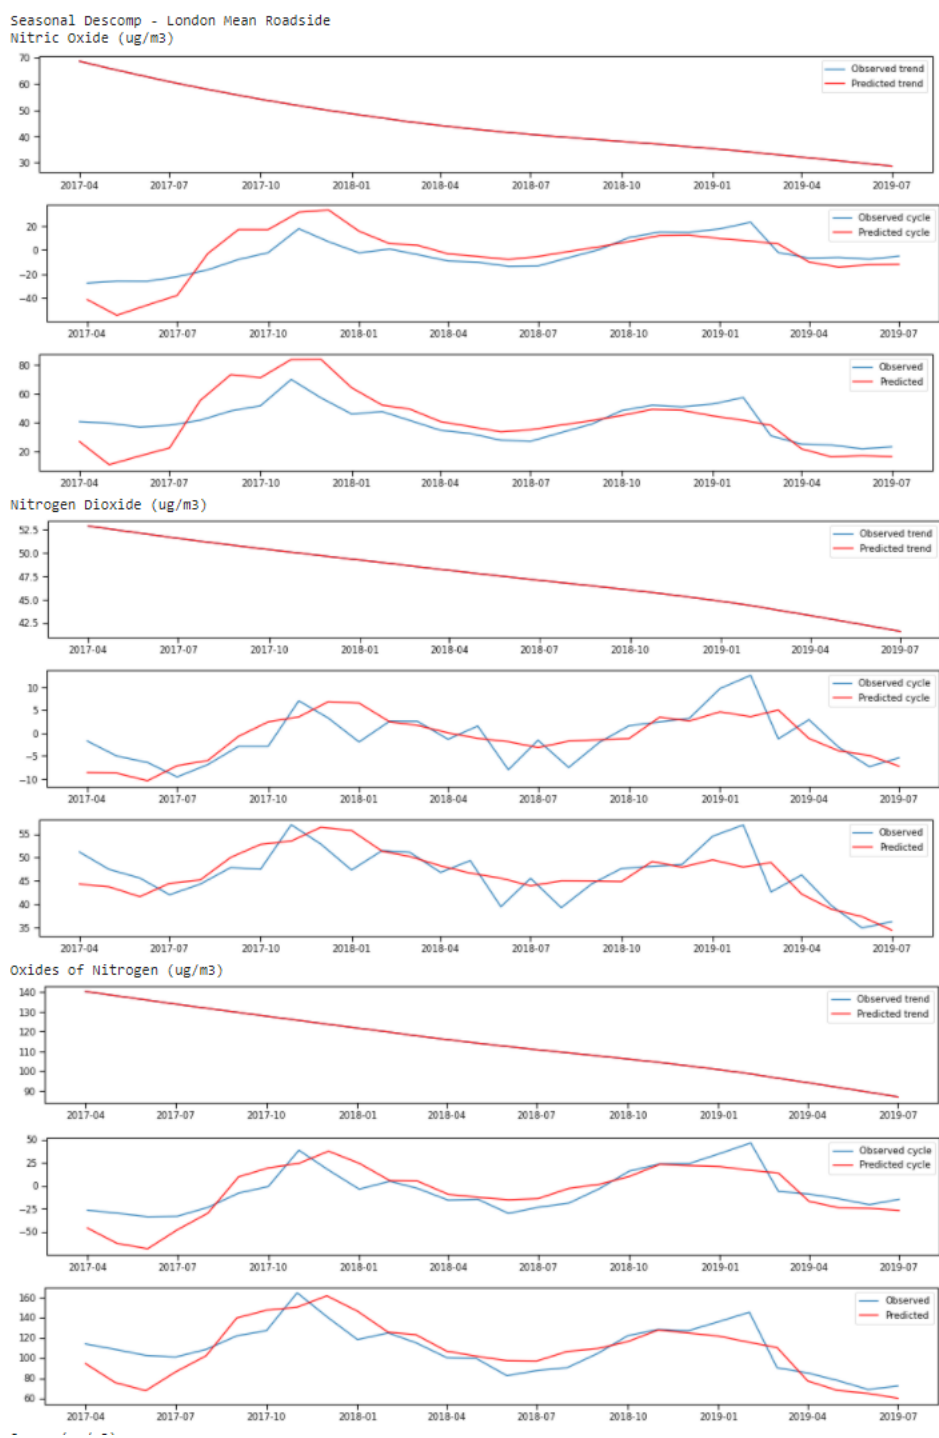 Seasonal Descomp - London Mean Roadside
Nitric Oxide (ug/m3)
70
60
50
40
30
Observed trend
Predicted trend
2017-04 2017-07 2017-10 2018-01 2018-04 2018-07 2018-10 2019-01 2019-04 2019-07
20
0
−20
−40
Observed cycle
Predicted cycle
2017-04 2017-07 2017-10 2018-01 2018-04 2018-07 2018-10 2019-01 2019-04 2019-07
80
60
40
20
Observed
Predicted
2017-04 2017-07 2017-10 2018-01 2018-04 2018-07 2018-10 2019-01 2019-04 2019-07
Nitrogen Dioxide (ug/m3)
52.5
50.0
47.5
45.0
42.5
Observed trend
Predicted trend
2017-04 2017-07 2017-10 2018-01 2018-04 2018-07 2018-10 2019-01 2019-04 2019-07
10
5
0
−5
−10
Observed cycle
Predicted cycle
2017-04 2017-07 2017-10 2018-01 2018-04 2018-07 2018-10 2019-01 2019-04 2019-07
55
50
45
40
35
Observed
Predicted
2017-04 2017-07 2017-10 2018-01 2018-04 2018-07 2018-10 2019-01 2019-04 2019-07
Oxides of Nitrogen (ug/m3)
140
130
120
110
100
90
Observed trend
Predicted trend
2017-04 2017-07 2017-10 2018-01 2018-04 2018-07 2018-10 2019-01 2019-04 2019-07
50
25
0
−25
−50
Observed cycle
Predicted cycle
2017-04 2017-07 2017-10 2018-01 2018-04 2018-07 2018-10 2019-01 2019-04 2019-07
160
140
120
100
80
60
Observed
Predicted
2017-04 2017-07 2017-10 2018-01 2018-04 2018-07 2018-10 2019-01 2019-04 2019-07